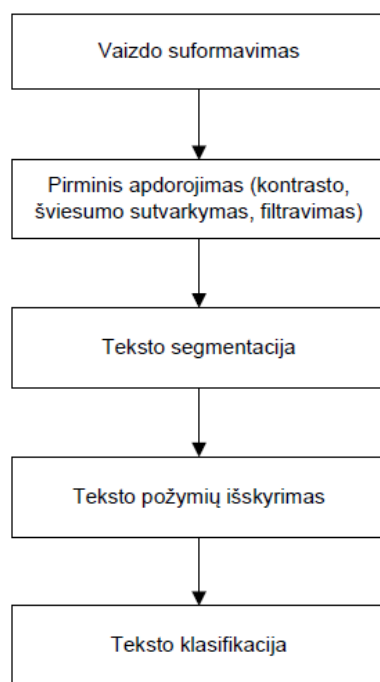 Vaizdo suformavimas
Pirminis apdorojimas (kontrasto,
šviesumo sutvarkymas, filtravimas)
Teksto segmentacija
Teksto požymių išskyrimas
Teksto klasifikacija